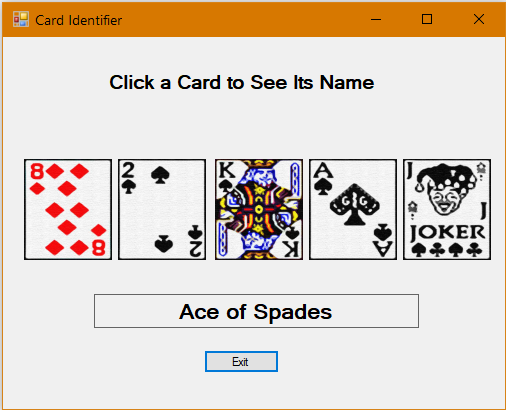 Card Identifier
Click a Card to See Its Name
8 2 K A J
JOKER
8 2 K A J
Ace of Spades
Exit